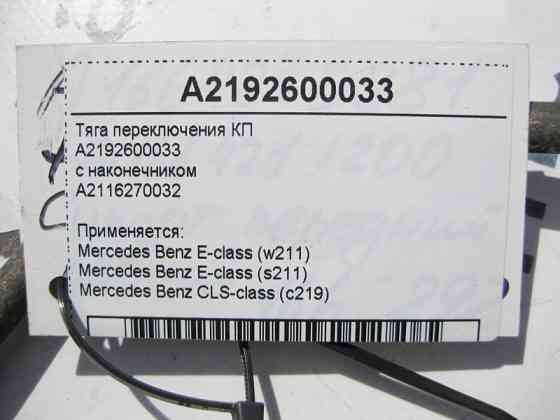 A2192600033
Тяга переключения КП
A2192600033
с наконечником
A2116270032
Применяется:
Mercedes Benz E-class (w211)
Mercedes Benz E-class (s211)
Mercedes Benz CLS-class (c219)